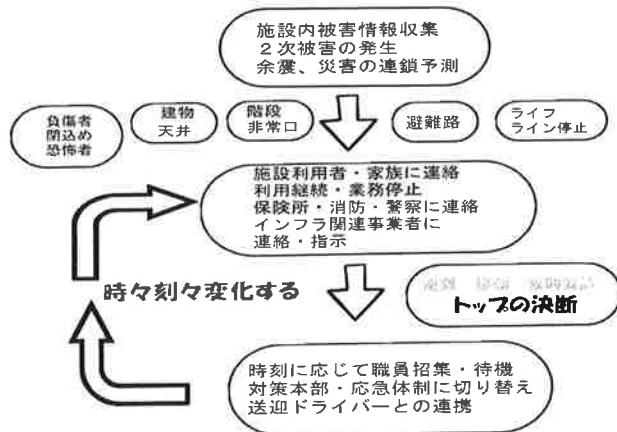 施設内被害情報収集
2次被害の発生
余震、災害の連鎖予測
負傷者
閉込め
恐怖者
建物
天井
階段
非常口
避難路
ライフ
ライン停止
施設利用者・家族に連絡
利用継続・業務停止
保険所・消防・警察に連絡
インフラ関連事業者に
連絡・指示
時々刻々変化する
トップの決断
時刻に応じて職員招集・待機
対策本部・応急体制に切り替え
送迎ドライバーとの連携